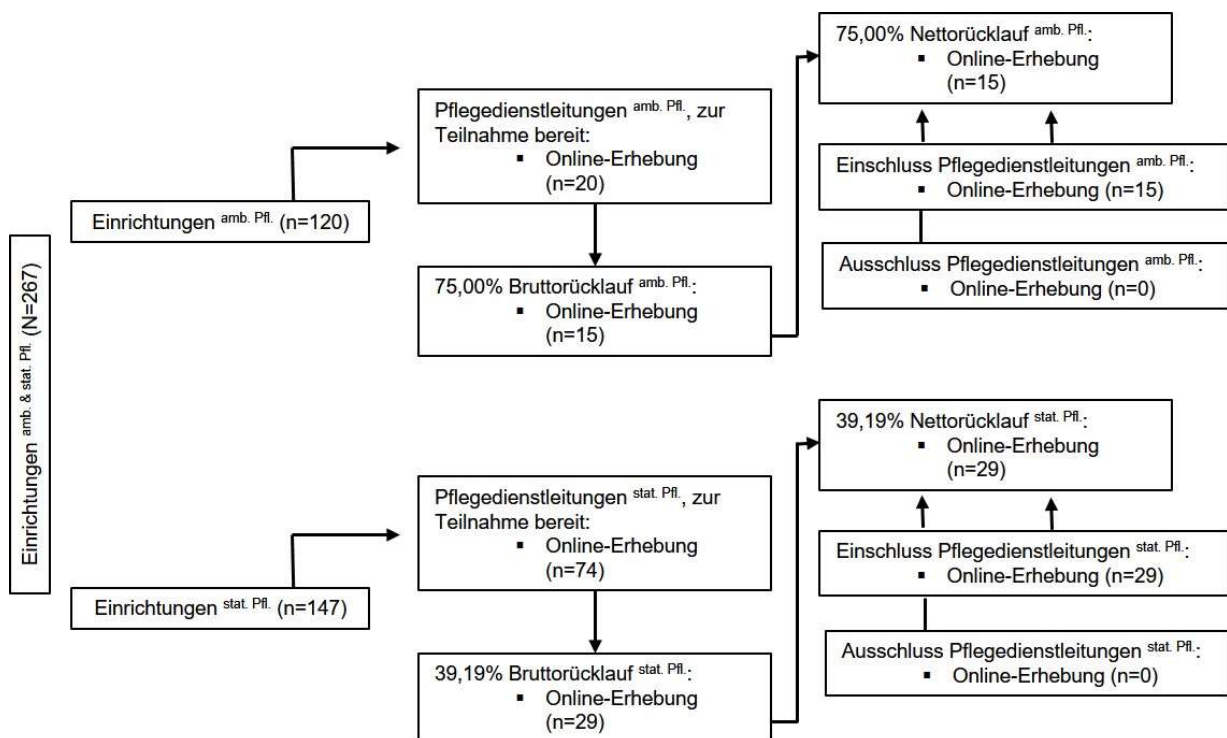 Einrichtungen amb. & stat. Pfl. (N=267)
Einrichtungen amb. Pfl. (n=120)
Pflegedienstleitungen amb. Pfl., zur
Teilnahme bereit:
▪ Online-Erhebung
(n=20)
75,00% Bruttorücklauf amb. Pfl.:
▪ Online-Erhebung
(n=15)
75,00% Nettorücklauf amb. Pfl.:
▪ Online-Erhebung
(n=15)
Einschluss Pflegedienstleitungen amb. Pfl.:
▪ Online-Erhebung (n=15)
Ausschluss Pflegedienstleitungen amb. Pfl.:
▪ Online-Erhebung (n=0)
Einrichtungen stat. Pfl. (n=147)
Pflegedienstleitungen stat. Pfl., zur
Teilnahme bereit:
▪ Online-Erhebung
(n=74)
39,19% Bruttorücklauf stat. Pfl.:
▪ Online-Erhebung
(n=29)
39,19% Nettorücklauf stat. Pfl.:
▪ Online-Erhebung
(n=29)
Einschluss Pflegedienstleitungen stat. Pfl.:
▪ Online-Erhebung (n=29)
Ausschluss Pflegedienstleitungen stat. Pfl.:
▪ Online-Erhebung (n=0)